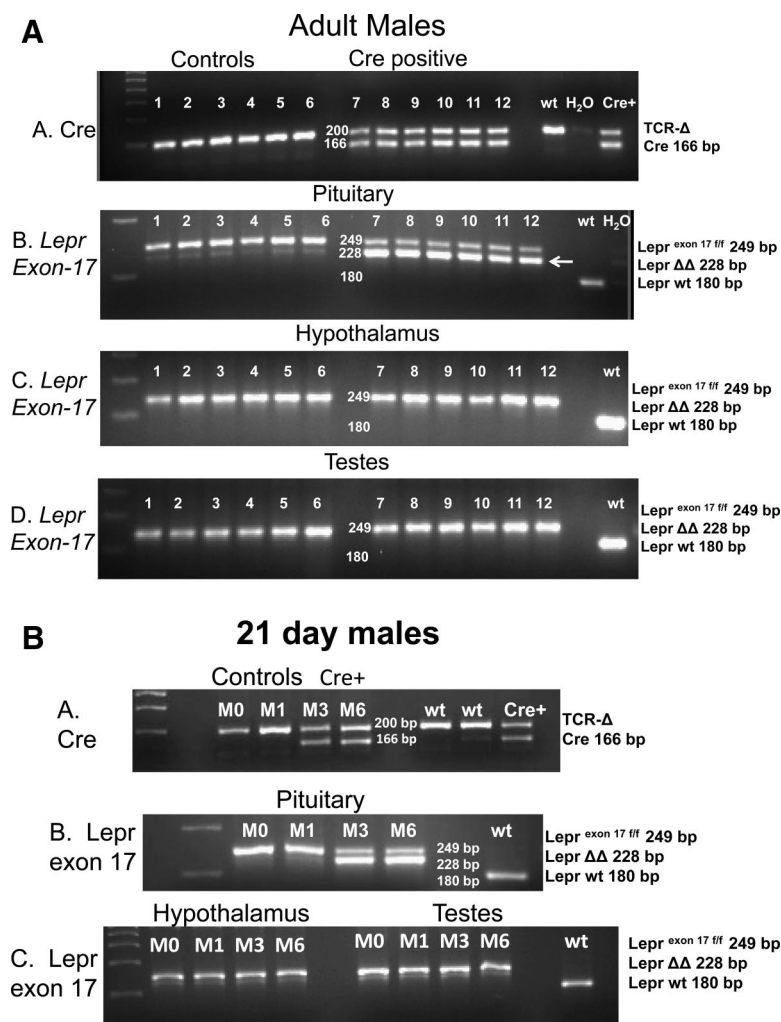 A
Adult Males
Controls Cre positive
1 2 3 4 5 6 7 8 9 10 11 12 wt H₂O Cre+
A. Cre
200
166
TCR-Δ
Cre 166 bp
Pituitary
1 2 3 4 5 6 7 8 9 10 11 12 wt H₂O
B. Lepr
Exon-17
249
228
180
Lepr exon 17 f/f 249 bp
Lepr ΔΔ 228 bp
Lepr wt 180 bp
Hypothalamus
1 2 3 4 5 6 7 8 9 10 11 12 wt
C. Lepr
Exon-17
249
180
Lepr exon 17 f/f 249 bp
Lepr ΔΔ 228 bp
Lepr wt 180 bp
Testes
1 2 3 4 5 6 7 8 9 10 11 12 wt
D. Lepr
Exon-17
249
180
Lepr exon 17 f/f 249 bp
Lepr ΔΔ 228 bp
Lepr wt 180 bp
B
21 day males
Controls Cre+
A.
Cre
M0 M1 M3 M6 wt wt Cre+
200 bp
166 bp
TCR-Δ
Cre 166 bp
Pituitary
B. Lepr
exon 17
M0 M1 M3 M6 wt
249 bp
228 bp
180 bp
Lepr exon 17 f/f 249 bp
Lepr ΔΔ 228 bp
Lepr wt 180 bp
Hypothalamus Testes
M0 M1 M3 M6 M0 M1 M3 M6 wt
C. Lepr
exon 17
Lepr exon 17 f/f 249 bp
Lepr ΔΔ 228 bp
Lepr wt 180 bp